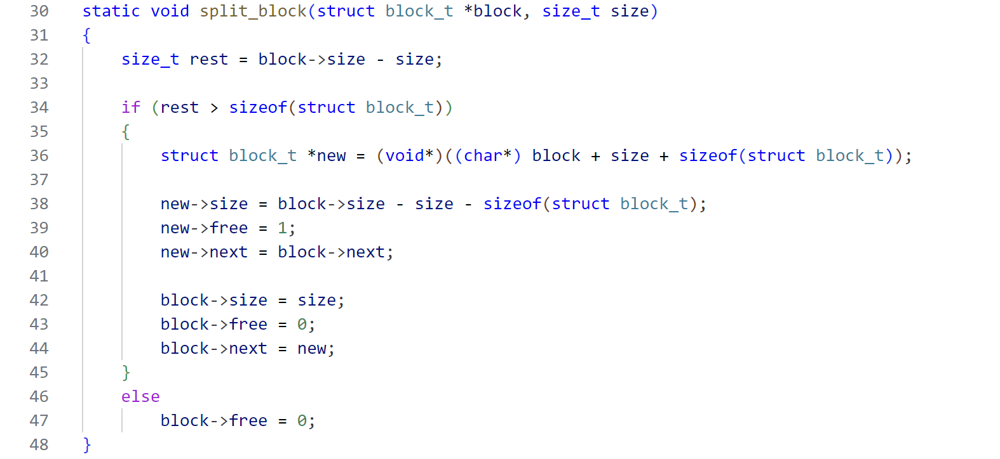 30 static void split_block(struct block_t *block, size_t size)
31 {
32     size_t rest = block->size - size;
33
34     if (rest > sizeof(struct block_t))
35     {
36         struct block_t *new = (void*)((char*) block + size + sizeof(struct block_t));
37
38         new->size = block->size - size - sizeof(struct block_t);
39         new->free = 1;
40         new->next = block->next;
41
42         block->size = size;
43         block->free = 0;
44         block->next = new;
45     }
46     else
47         block->free = 0;
48 }